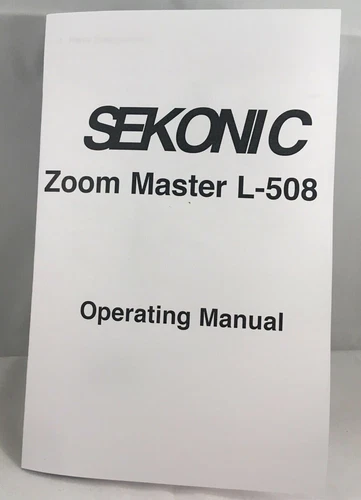 SEKONIC
Zoom Master L-508
Operating Manual